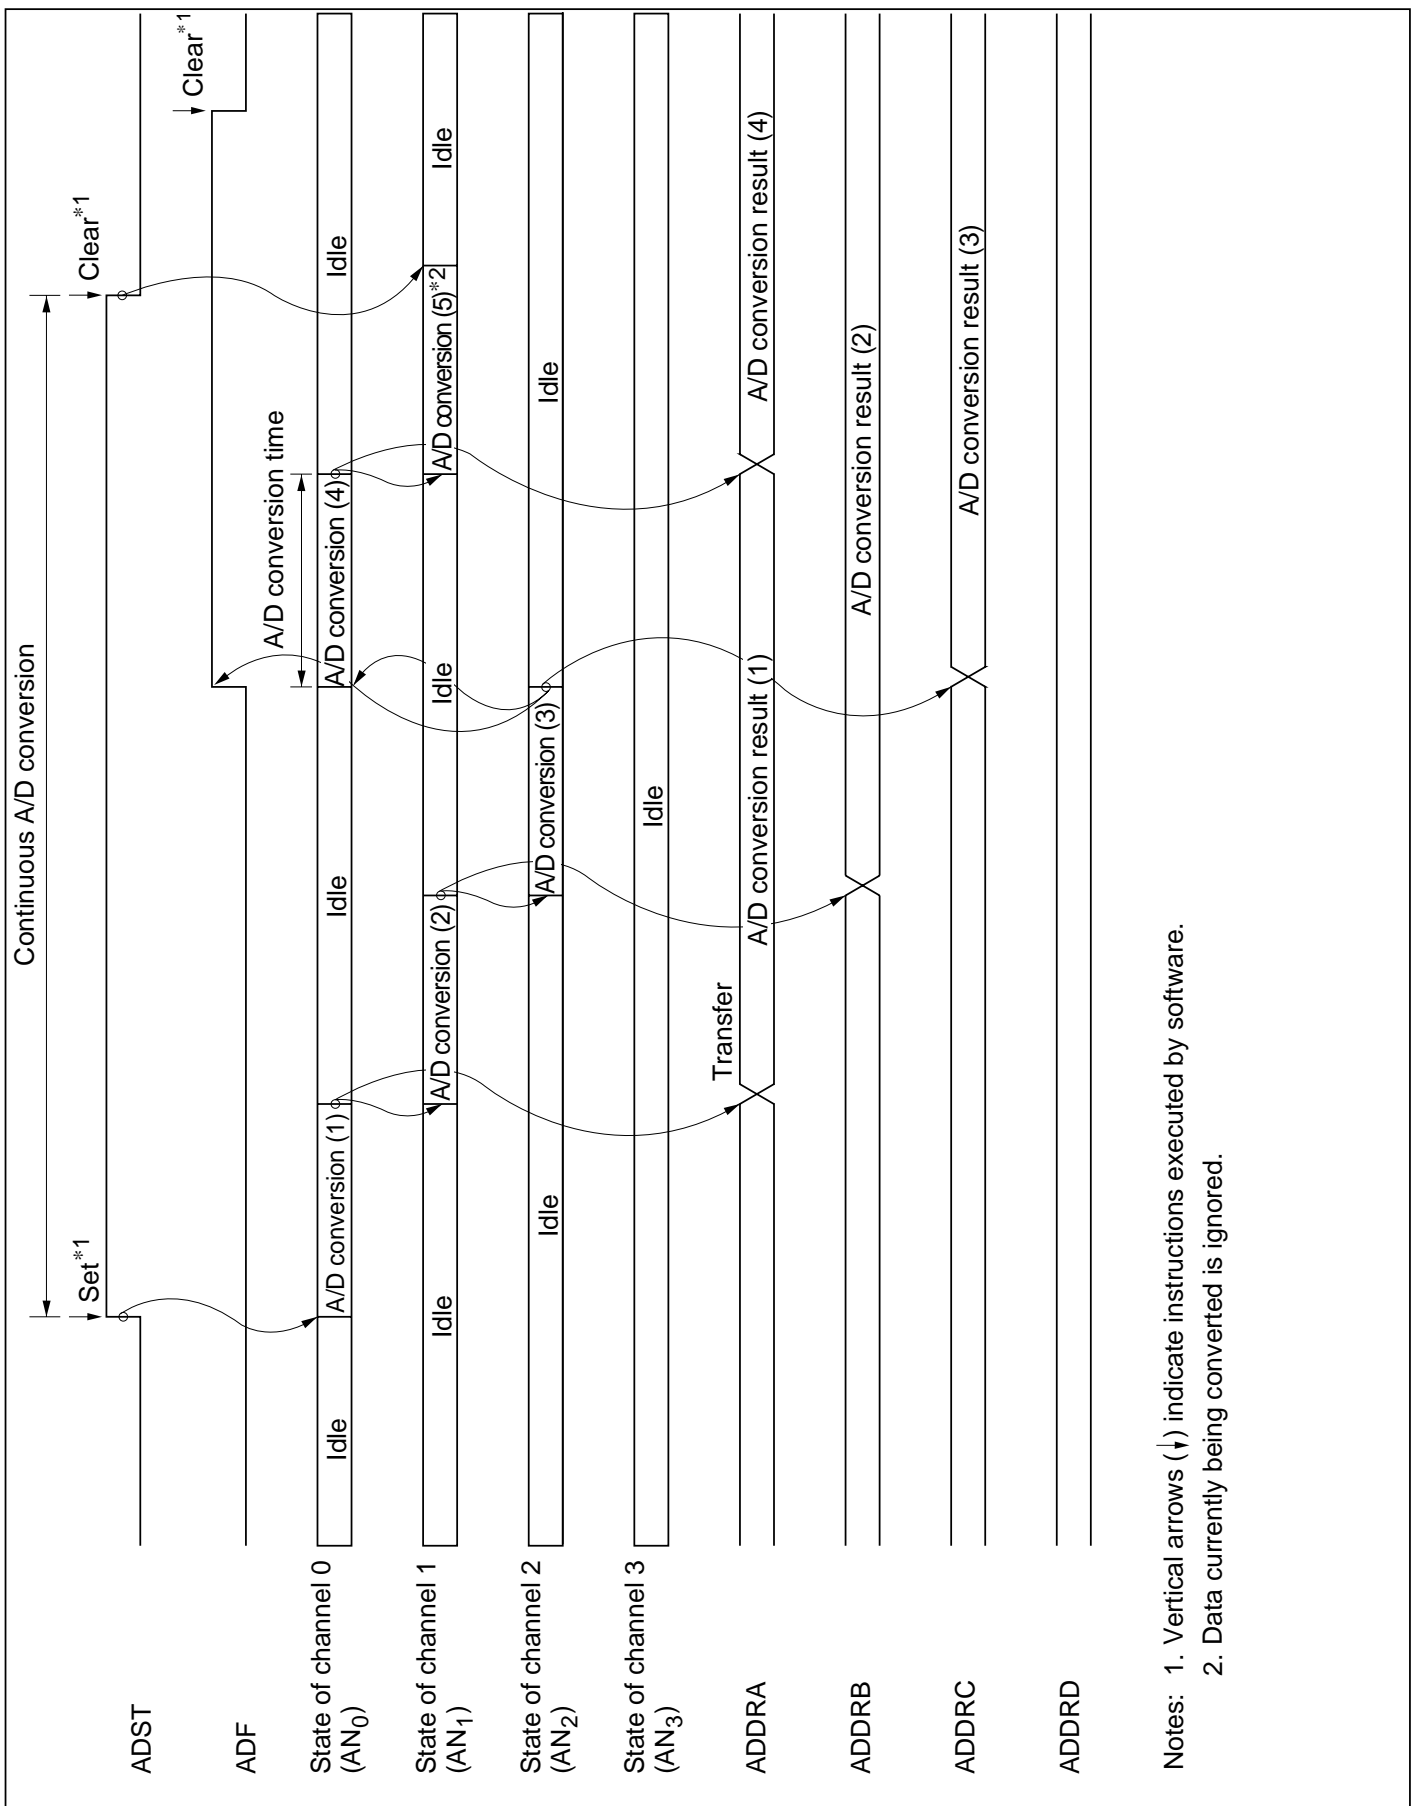 Continuous A/D conversion
Set*1
Clear*1
Clear*1
ADST
ADF
A/D conversion time
State of channel 0
(AN0)
Idle
A/D conversion (1)
Idle
A/D conversion (4)
Idle
State of channel 1
(AN1)
Idle
A/D conversion (2)
Idle
A/D conversion (5)*2
Idle
State of channel 2
(AN2)
Idle
A/D conversion (3)
Idle
State of channel 3
(AN3)
Idle
Transfer
ADDRA
A/D conversion result (1)
A/D conversion result (4)
ADDRB
A/D conversion result (2)
ADDRC
A/D conversion result (3)
ADDRD
Notes: 1. Vertical arrows (↓) indicate instructions executed by software.
2. Data currently being converted is ignored.